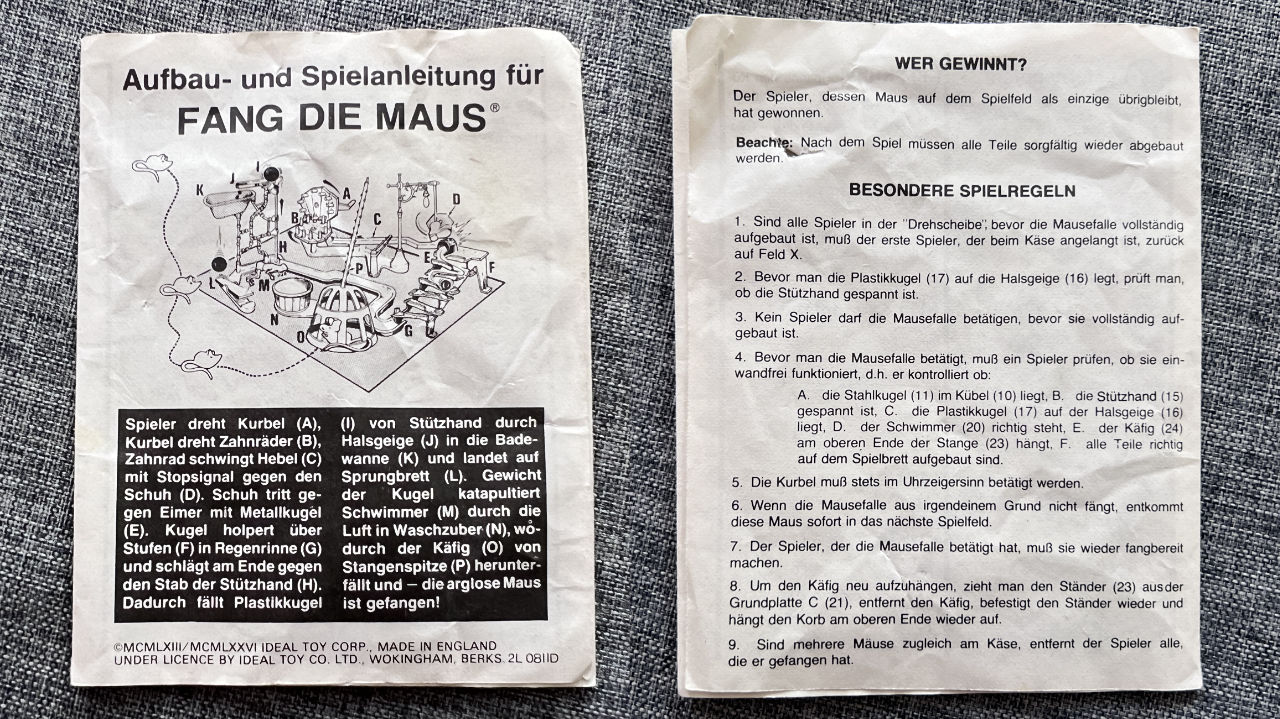 Aufbau- und Spielanleitung für
FANG DIE MAUS®
I
J
K
A
B
C
D
H
E
F
P
L
M
N
O
G
Spieler dreht Kurbel (A),
Kurbel dreht Zahnräder (B),
Zahnrad schwingt Hebel (C)
mit Stopsignal gegen den
Schuh (D). Schuh tritt ge-
gen Eimer mit Metallkugel
(E). Kugel holpert über
Stufen (F) in Regenrinne (G)
und schlägt am Ende gegen
den Stab der Stützhand (H).
Dadurch fällt Plastikkugel
(I) von Stützhand durch
Halsgeige (J) in die Bade-
wanne (K) und landet auf
Sprungbrett (L). Gewicht
der Kugel katapultiert
Schwimmer (M) durch die
Luft in Waschzuber (N), wo-
durch der Käfig (O) von
Stangenspitze (P) herunter-
fällt und – die arglose Maus
ist gefangen!
©MCMLXIII/MCMLXXVI IDEAL TOY CORP., MADE IN ENGLAND
UNDER LICENCE BY IDEAL TOY CO. LTD., WOKINGHAM, BERKS. 2L 0811D
WER GEWINNT?
Der Spieler, dessen Maus auf dem Spielfeld als einzige übrigbleibt,
hat gewonnen.
Beachte: Nach dem Spiel müssen alle Teile sorgfältig wieder abgebaut
werden.
BESONDERE SPIELREGELN
1. Sind alle Spieler in der "Drehscheibe", bevor die Mausefalle vollständig
aufgebaut ist, muß der erste Spieler, der beim Käse angelangt ist, zurück
auf Feld X.
2. Bevor man die Plastikkugel (17) auf die Halsgeige (16) legt, prüft man,
ob die Stützhand gespannt ist.
3. Kein Spieler darf die Mausefalle betätigen, bevor sie vollständig auf-
gebaut ist.
4. Bevor man die Mausefalle betätigt, muß ein Spieler prüfen, ob sie ein-
wandfrei funktioniert, d.h. er kontrolliert ob:
A. die Stahlkugel (11) im Kübel (10) liegt, B. die Stützhand (15)
gespannt ist, C. die Plastikkugel (17) auf der Halsgeige (16)
liegt, D. der Schwimmer (20) richtig steht, E. der Käfig (24)
am oberen Ende der Stange (23) hängt, F. alle Teile richtig
auf dem Spielbrett aufgebaut sind.
5. Die Kurbel muß stets im Uhrzeigersinn betätigt werden.
6. Wenn die Mausefalle aus irgendeinem Grund nicht fängt, entkommt
diese Maus sofort in das nächste Spielfeld.
7. Der Spieler, der die Mausefalle betätigt hat, muß sie wieder fangbereit
machen.
8. Um den Käfig neu aufzuhängen, zieht man den Ständer (23) aus der
Grundplatte C (21), entfernt den Käfig, befestigt den Ständer wieder und
hängt den Korb am oberen Ende wieder auf.
9. Sind mehrere Mäuse zugleich am Käse, entfernt der Spieler alle,
die er gefangen hat.